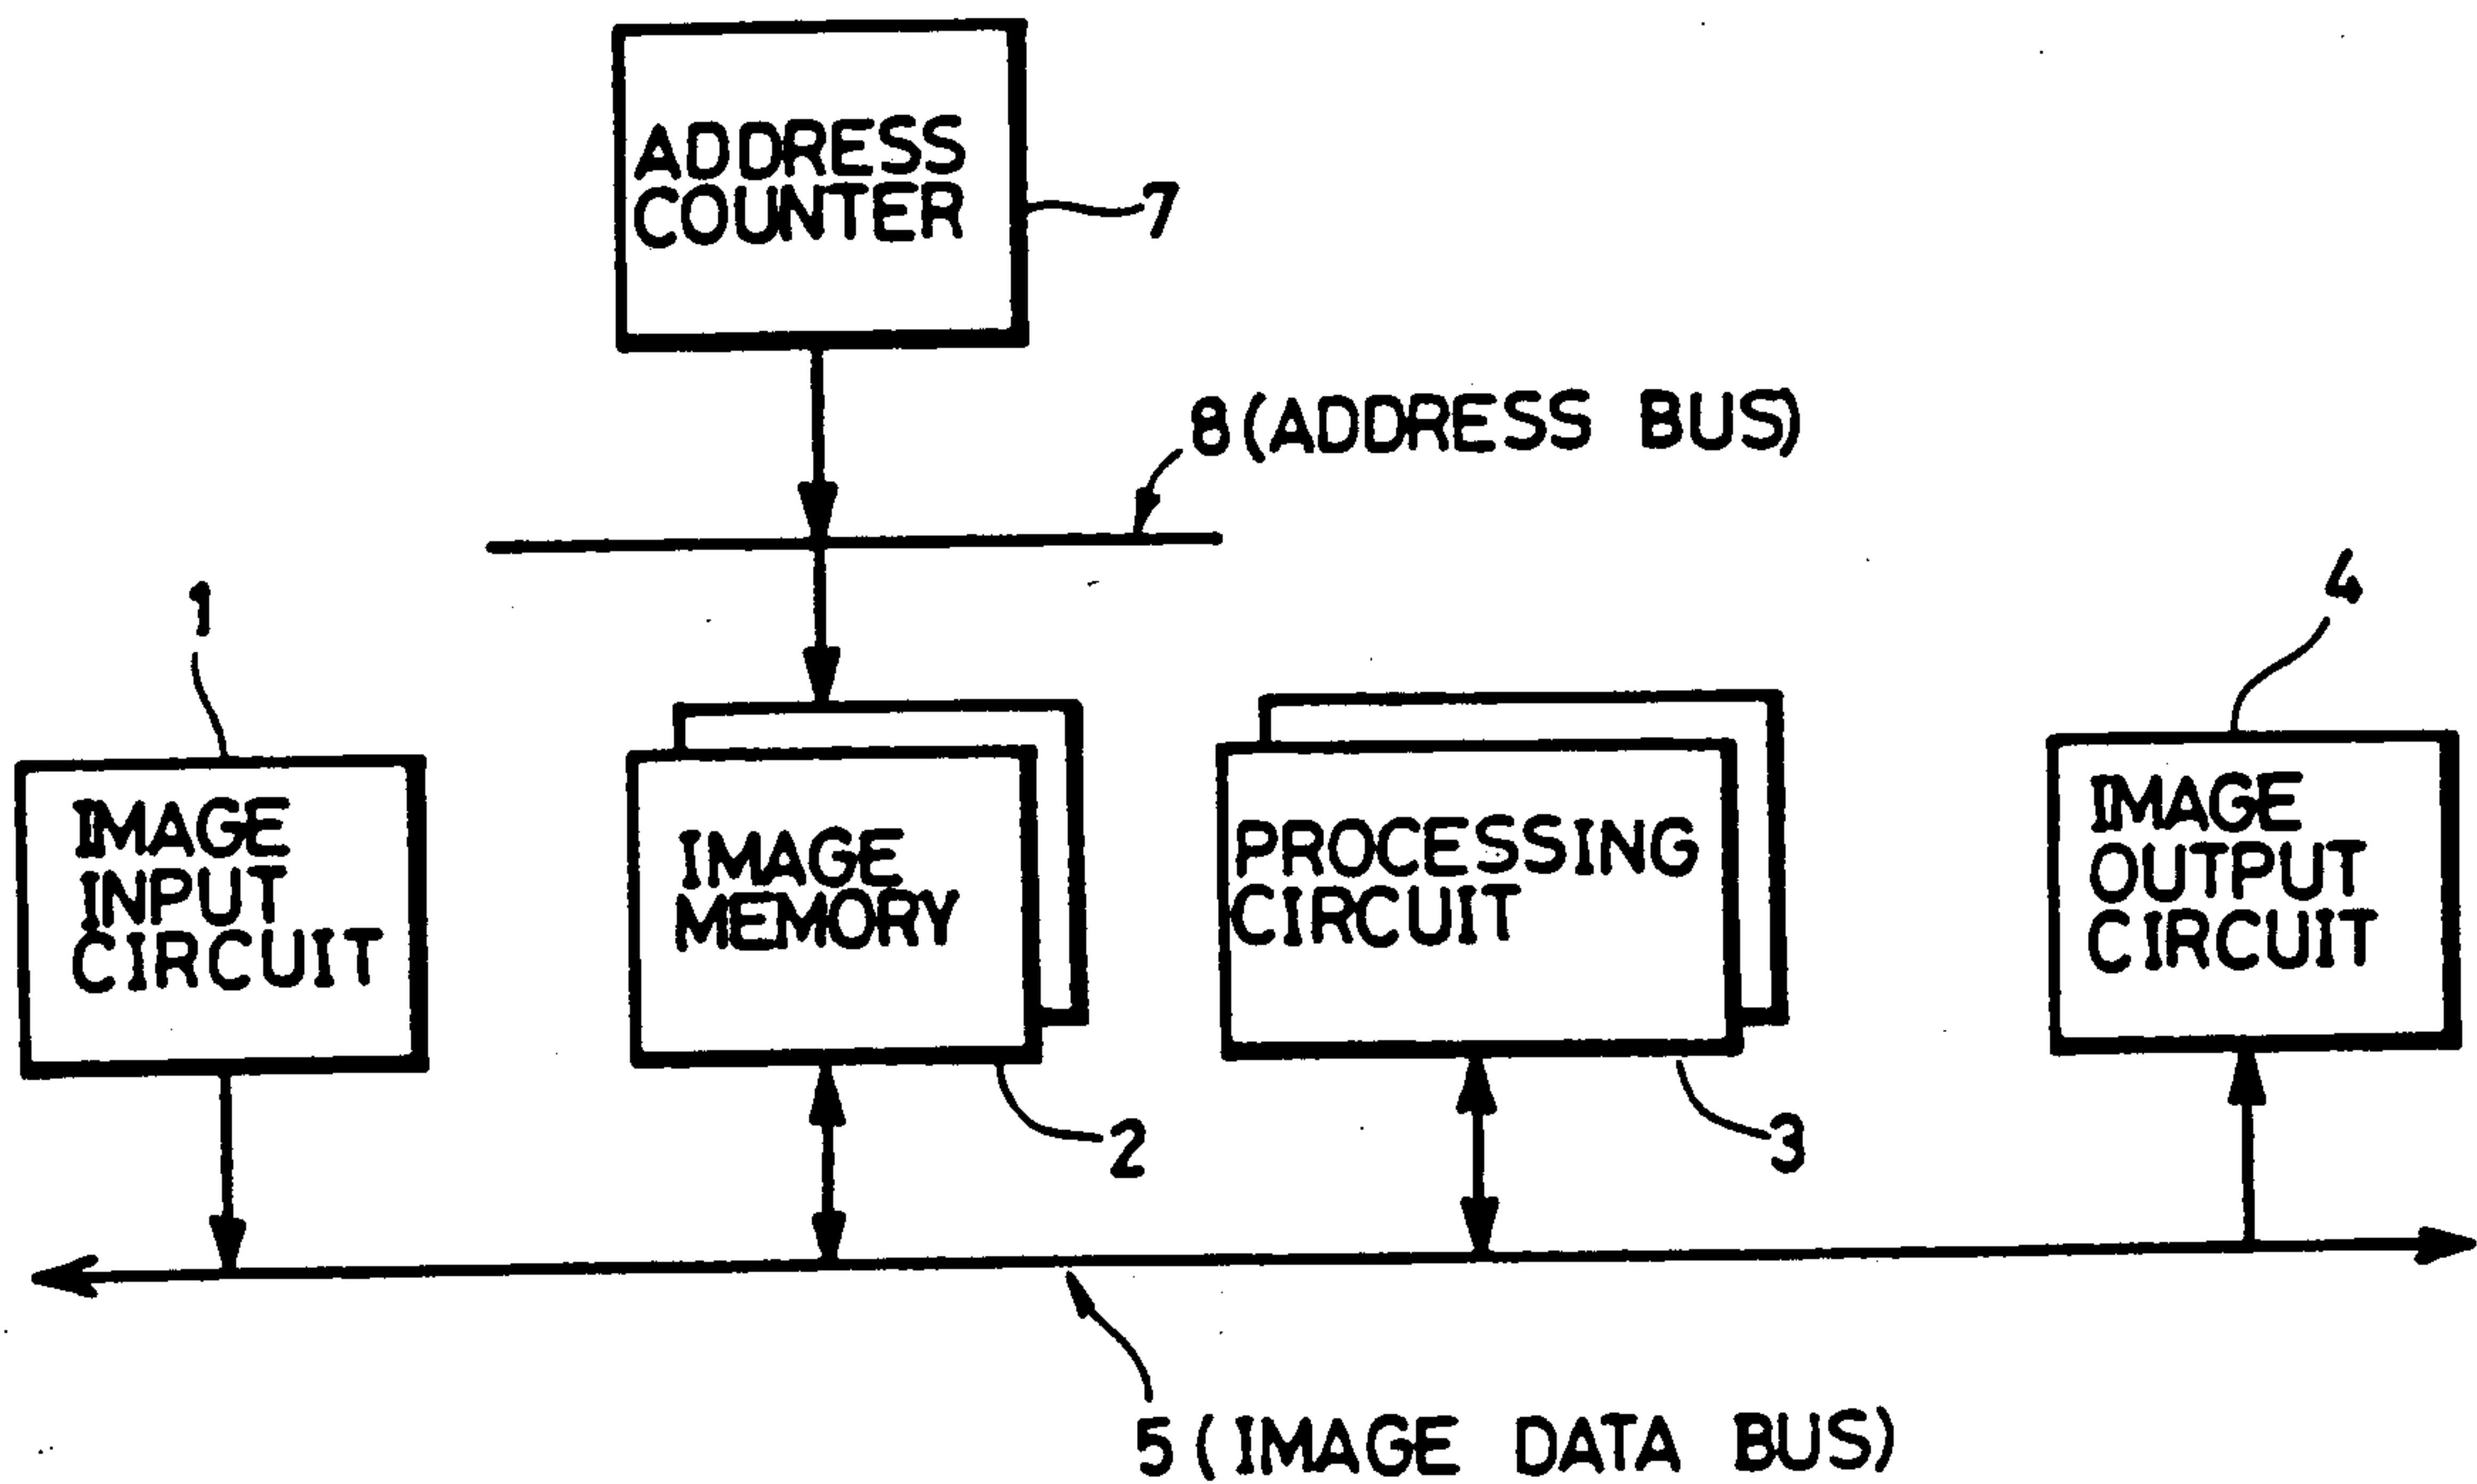 ADDRESS
COUNTER
7
8 (ADDRESS BUS)
1
4
IMAGE
INPUT
CIRCUIT
IMAGE
MEMORY
PROCESSING
CIRCUIT
IMAGE
OUTPUT
CIRCUIT
2
3
5 (IMAGE DATA BUS)